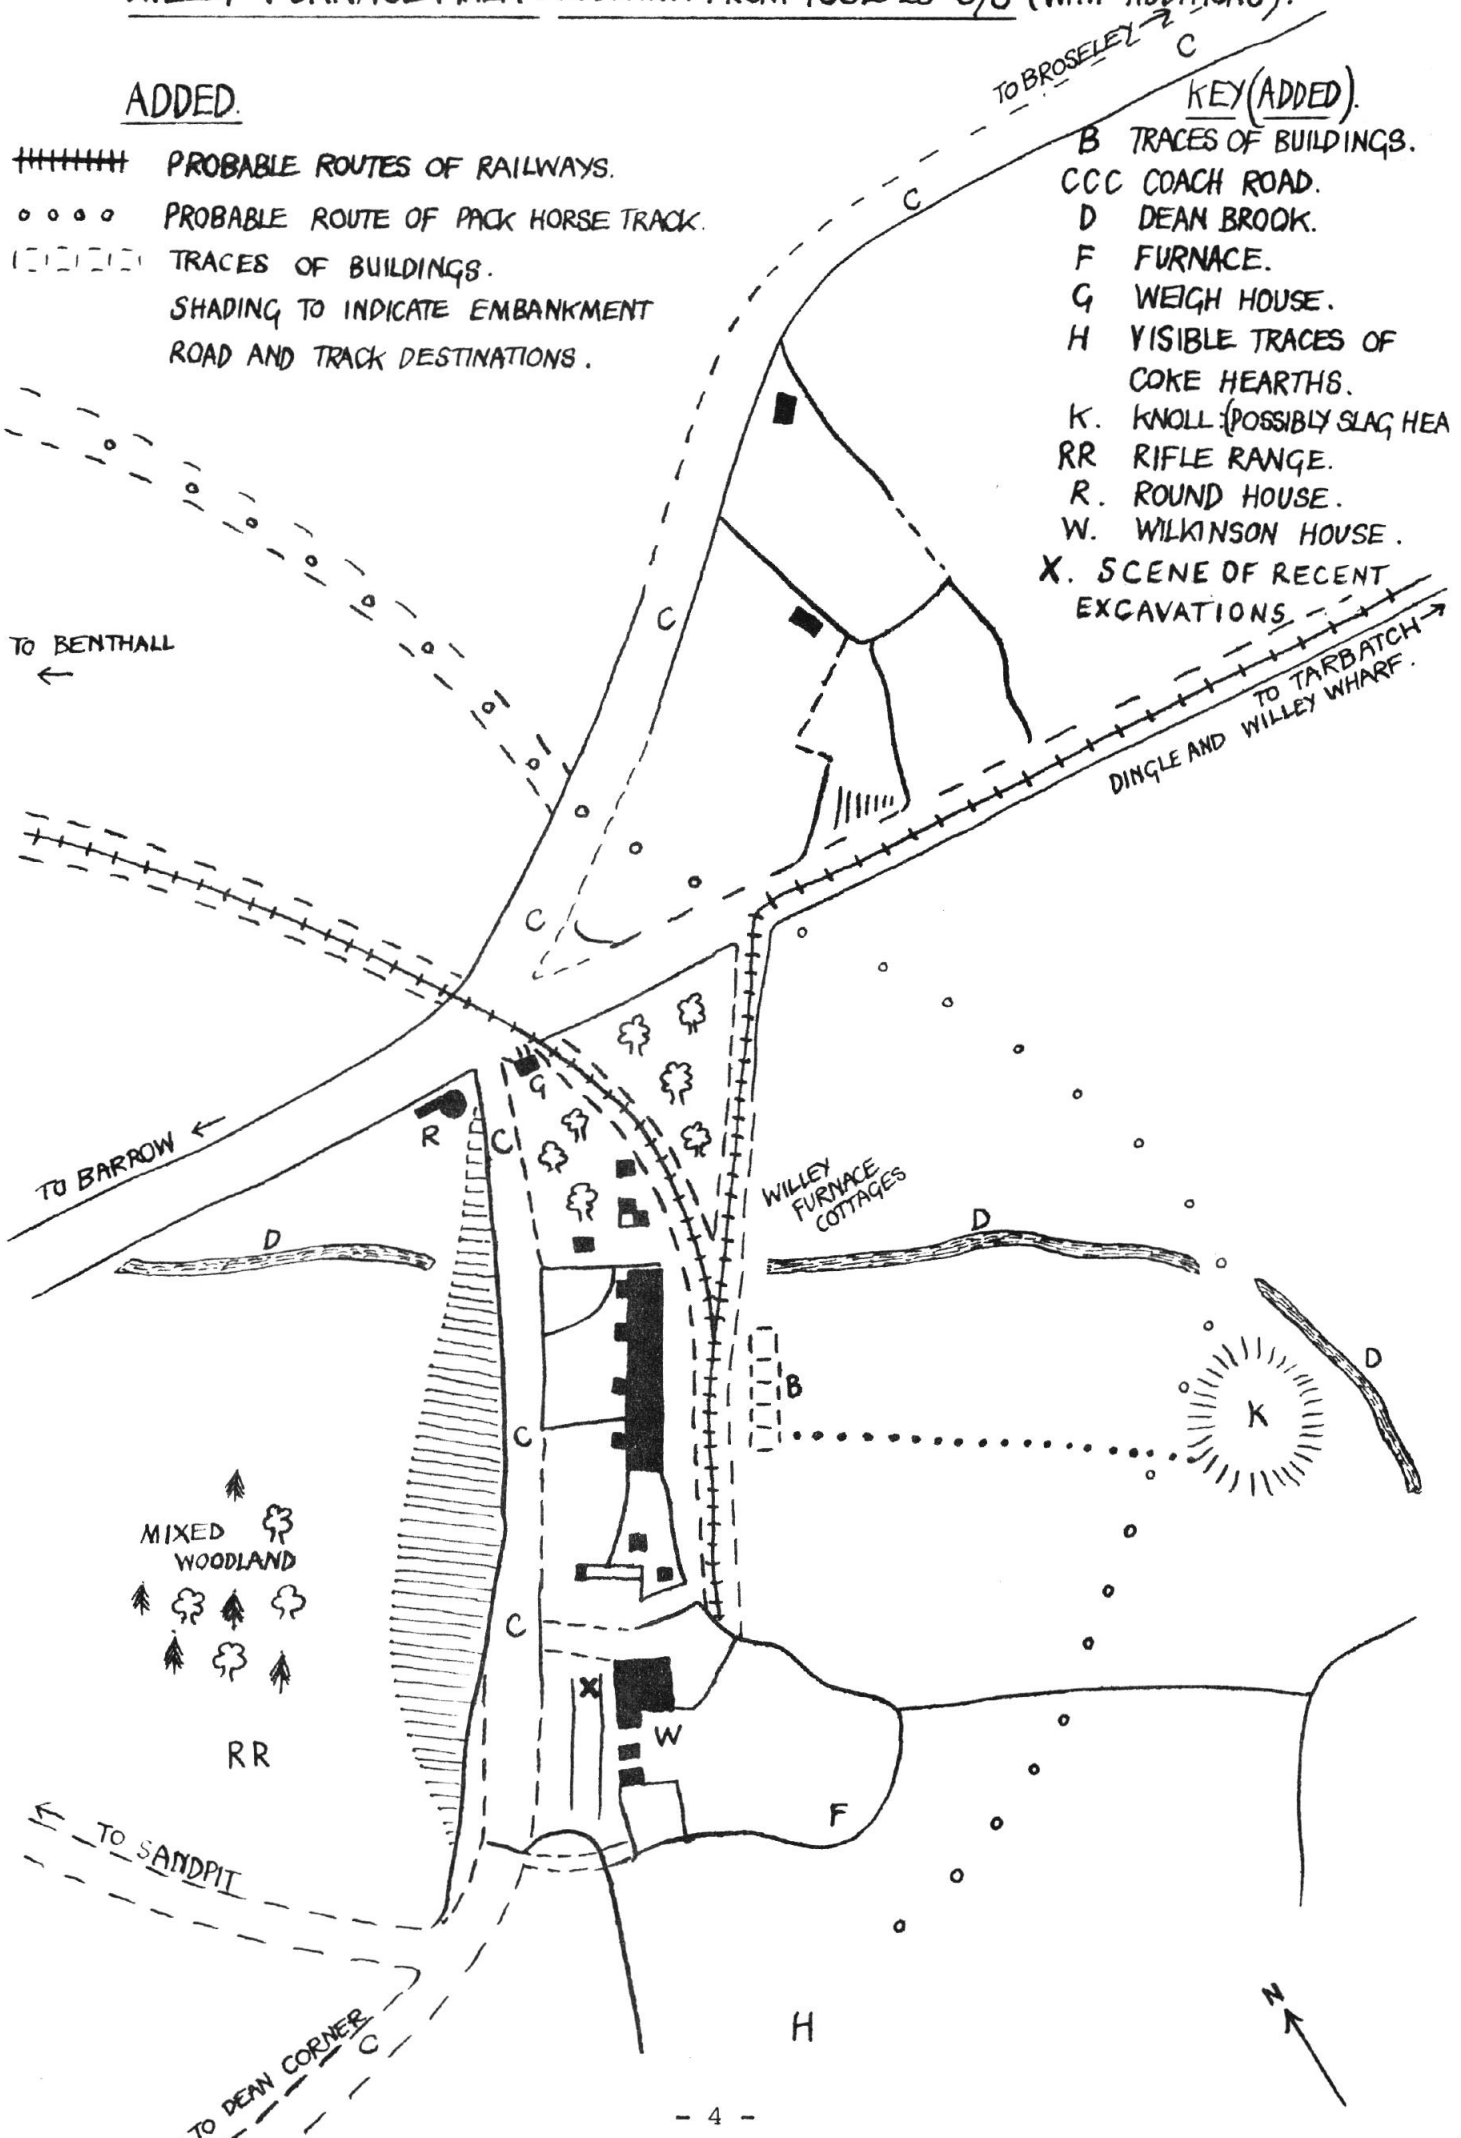 (WITH ADDITIONS).
ADDED.
PROBABLE ROUTES OF RAILWAYS.
PROBABLE ROUTE OF PACK HORSE TRACK.
TRACES OF BUILDINGS.
SHADING TO INDICATE EMBANKMENT
ROAD AND TRACK DESTINATIONS.
TO BROSELEY
C
KEY (ADDED).
B TRACES OF BUILDINGS.
CCC COACH ROAD.
D DEAN BROOK.
F FURNACE.
G WEIGH HOUSE.
H VISIBLE TRACES OF
COKE HEARTHS.
K. KNOLL:(POSSIBLY SLAG HEA
RR RIFLE RANGE.
R. ROUND HOUSE.
W. WILKINSON HOUSE.
X. SCENE OF RECENT
EXCAVATIONS
C
C
TO BENTHALL
TO TARBATCH
DINGLE AND WILLEY WHARF.
C
G
R
C
TO BARROW
WILLEY
FURNACE
COTTAGES
D
D
D
B
K
C
MIXED
WOODLAND
C
X
W
RR
F
TO SANDPIT
TO DEAN CORNER
C
H
N
- 4 -